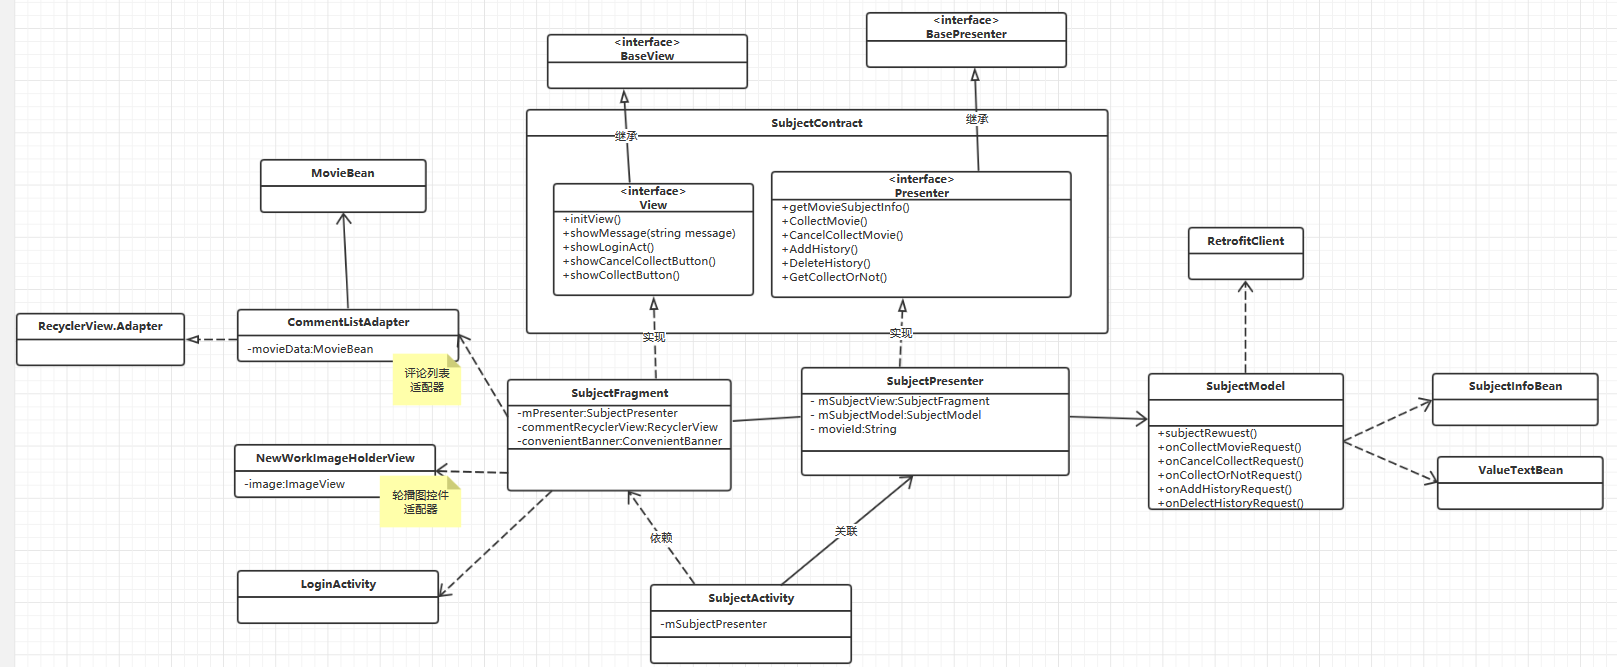 <interface>
BasePresenter
<interface>
BaseView
SubjectContract
继承
继承
MovieBean
<interface>
View
+initView()
+showMessage(string message)
+showLoginAct()
+showCancelCollectButton()
+showCollectButton()
<interface>
Presenter
+getMovieSubjectInfo()
+CollectMovie()
+CancelCollectMovie()
+AddHistory()
+DeleteHistory()
+GetCollectOrNot()
RetrofitClient
RecyclerView.Adapter
CommentListAdapter
-movieData:MovieBean
评论列表
适配器
实现
实现
SubjectFragment
-mPresenter:SubjectPresenter
-commentRecyclerView:RecyclerView
-convenientBanner:ConvenientBanner
SubjectPresenter
- mSubjectView:SubjectFragment
- mSubjectModel:SubjectModel
- movieId:String
SubjectModel
+subjectRewuest()
+onCollectMovieRequest()
+onCancelCollectRequest()
+onCollectOrNotRequest()
+onAddHistoryRequest()
+onDelectHistoryRequest()
SubjectInfoBean
ValueTextBean
NewWorkImageHolderView
-image:ImageView
轮播图控件
适配器
依赖
关联
LoginActivity
SubjectActivity
-mSubjectPresenter